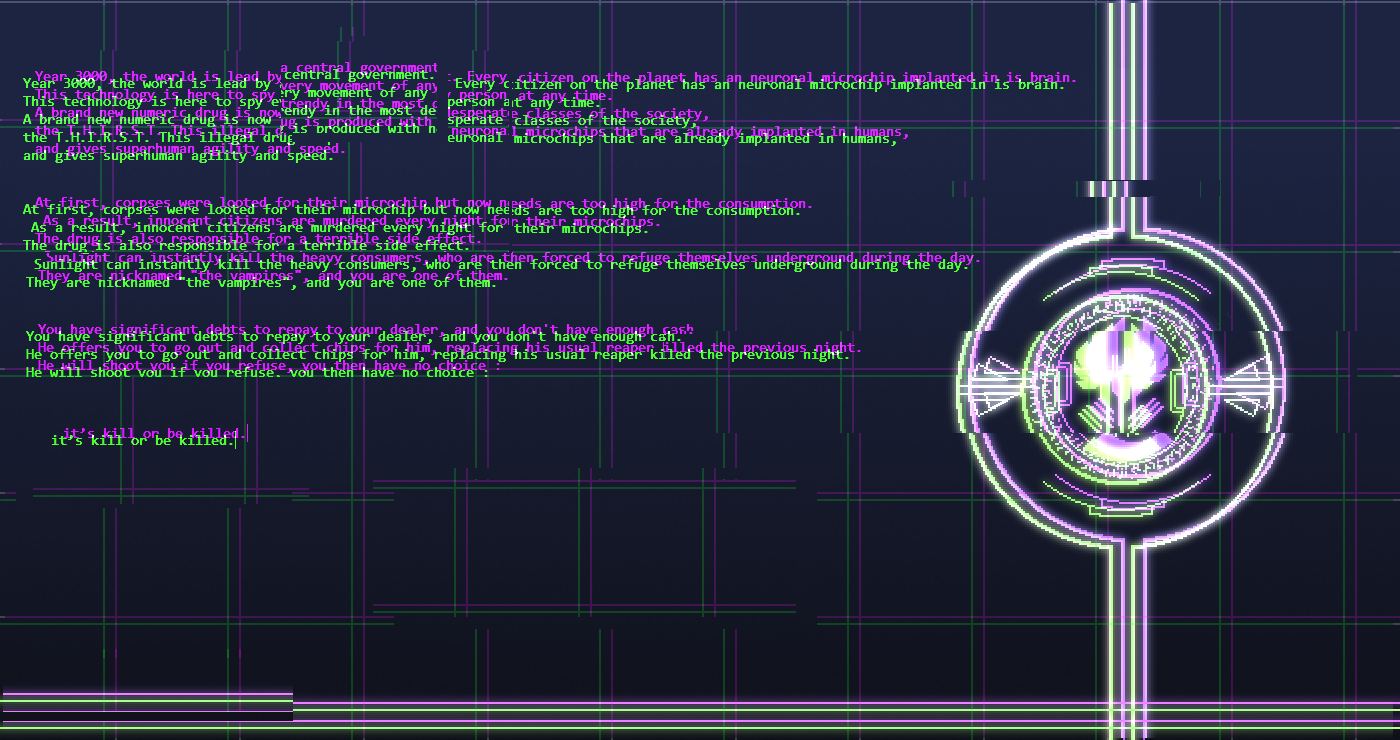 Year 3000, the world is lead by a central government. Every citizen on the planet has an neuronal microchip implanted in is brain.
This technology is here to spy every movement of any person at any time.
A brand new numeric drug is now trendy in the most desperate classes of the society,
the T.H.I.R.S.T. This illegal drug is produced with neuronal microchips that are already implanted in humans,
and gives superhuman agility and speed.
At first, corpses were looted for their microchip but now needs are too high for the consumption.
As a result, innocent citizens are murdered every night for their microchips.
The drug is also responsible for a terrible side effect.
Sunlight can instantly kill the heavy consumers, who are then forced to refuge themselves underground during the day.
They are nicknamed "the vampires", and you are one of them.
You have significant debts to repay to your dealer, and you don't have enough cash.
He offers you to go out and collect chips for him, replacing his usual reaper killed the previous night.
He will shoot you if you refuse. you then have no choice :
it's kill or be killed.